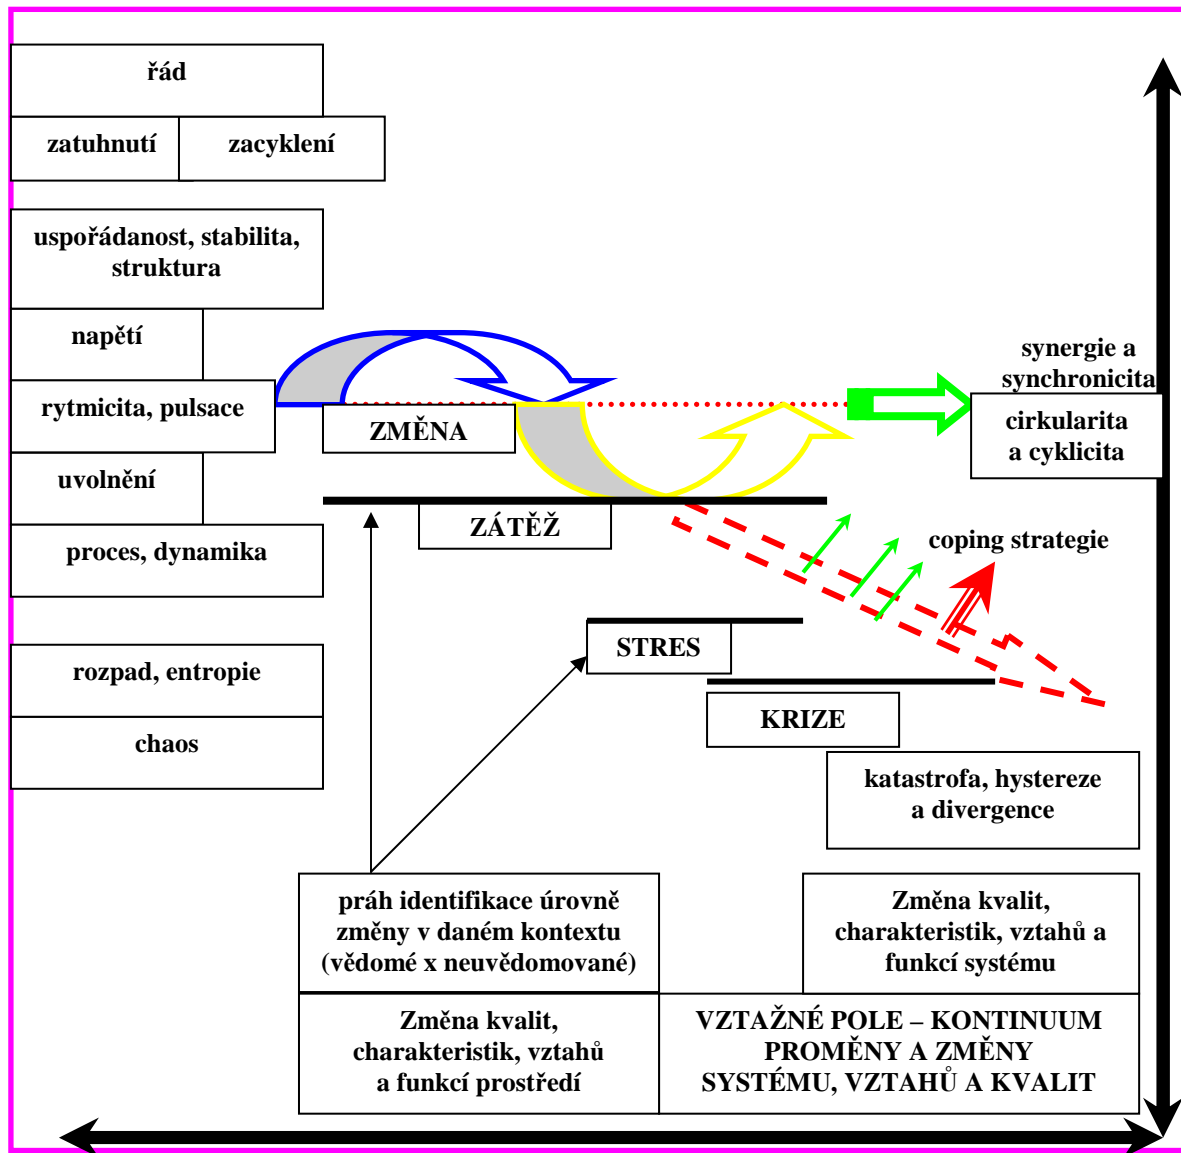 řád
zatuhnutí
zacyklení
uspořádanost, stabilita,
struktura
napětí
rytmicita, pulsace
uvolnění
proces, dynamika
rozpad, entropie
chaos
ZMĚNA
ZÁTĚŽ
STRES
KRIZE
synergie a
synchronicita
cirkularita
a cyklicita
coping strategie
katastrofa, hystereze
a divergence
práh identifikace úrovně
změny v daném kontextu
(vědomé x neuvědomované)
Změna kvalit,
charakteristik, vztahů a
funkcí systému
Změna kvalit,
charakteristik, vztahů
a funkcí prostředí
VZTAŽNÉ POLE – KONTINUUM
PROMĚNY A ZMĚNY
SYSTÉMU, VZTAHŮ A KVALIT